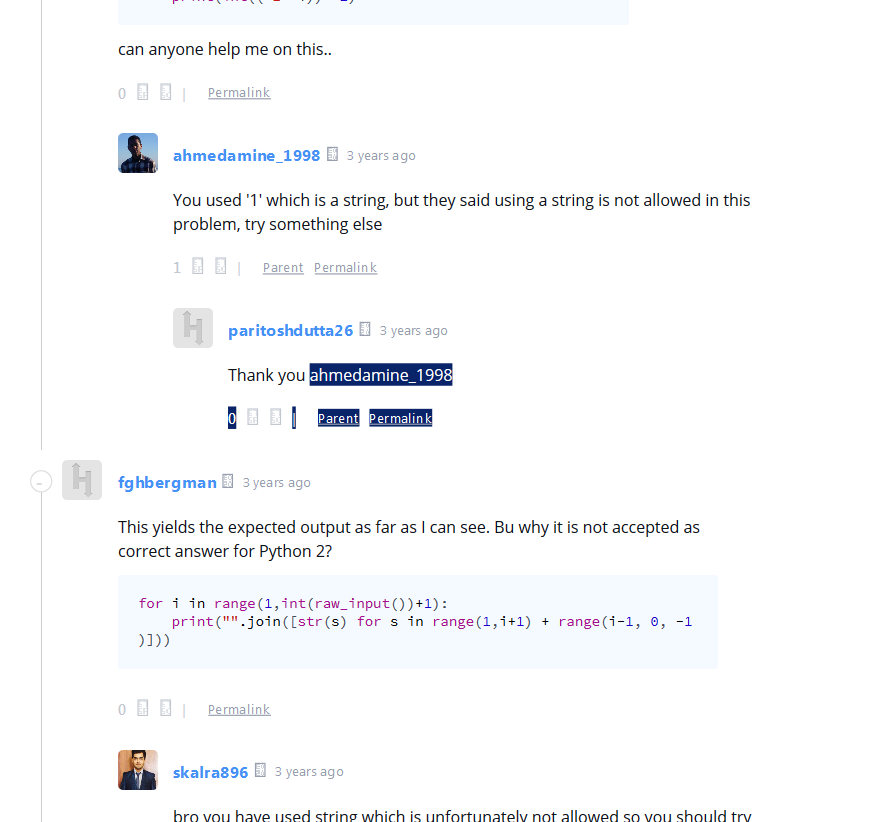 can anyone help me on this..
0 | Permalink
ahmedamine_1998 3 years ago
You used '1' which is a string, but they said using a string is not allowed in this
problem, try something else
1 | Parent Permalink
paritoshdutta26 3 years ago
Thank you ahmedamine_1998
0 | Parent Permalink
fghbergman 3 years ago
This yields the expected output as far as I can see. Bu why it is not accepted as
correct answer for Python 2?
for i in range(1,int(raw_input())+1):
    print("".join([str(s) for s in range(1,i+1) + range(i-1, 0, -1
)]))
0 | Permalink
skalra896 3 years ago
bro you have used string which is unfortunately not allowed so you should try